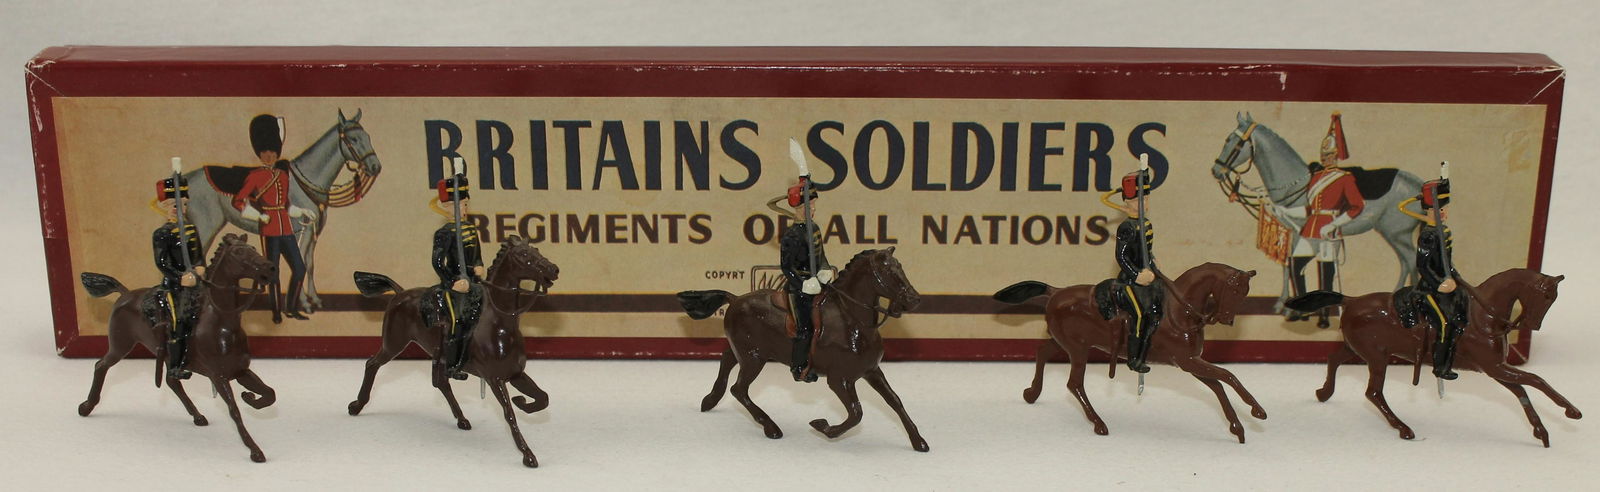 BRITAINS SOLDIERS
REGIMENTS OF ALL NATIONS
COPYRT